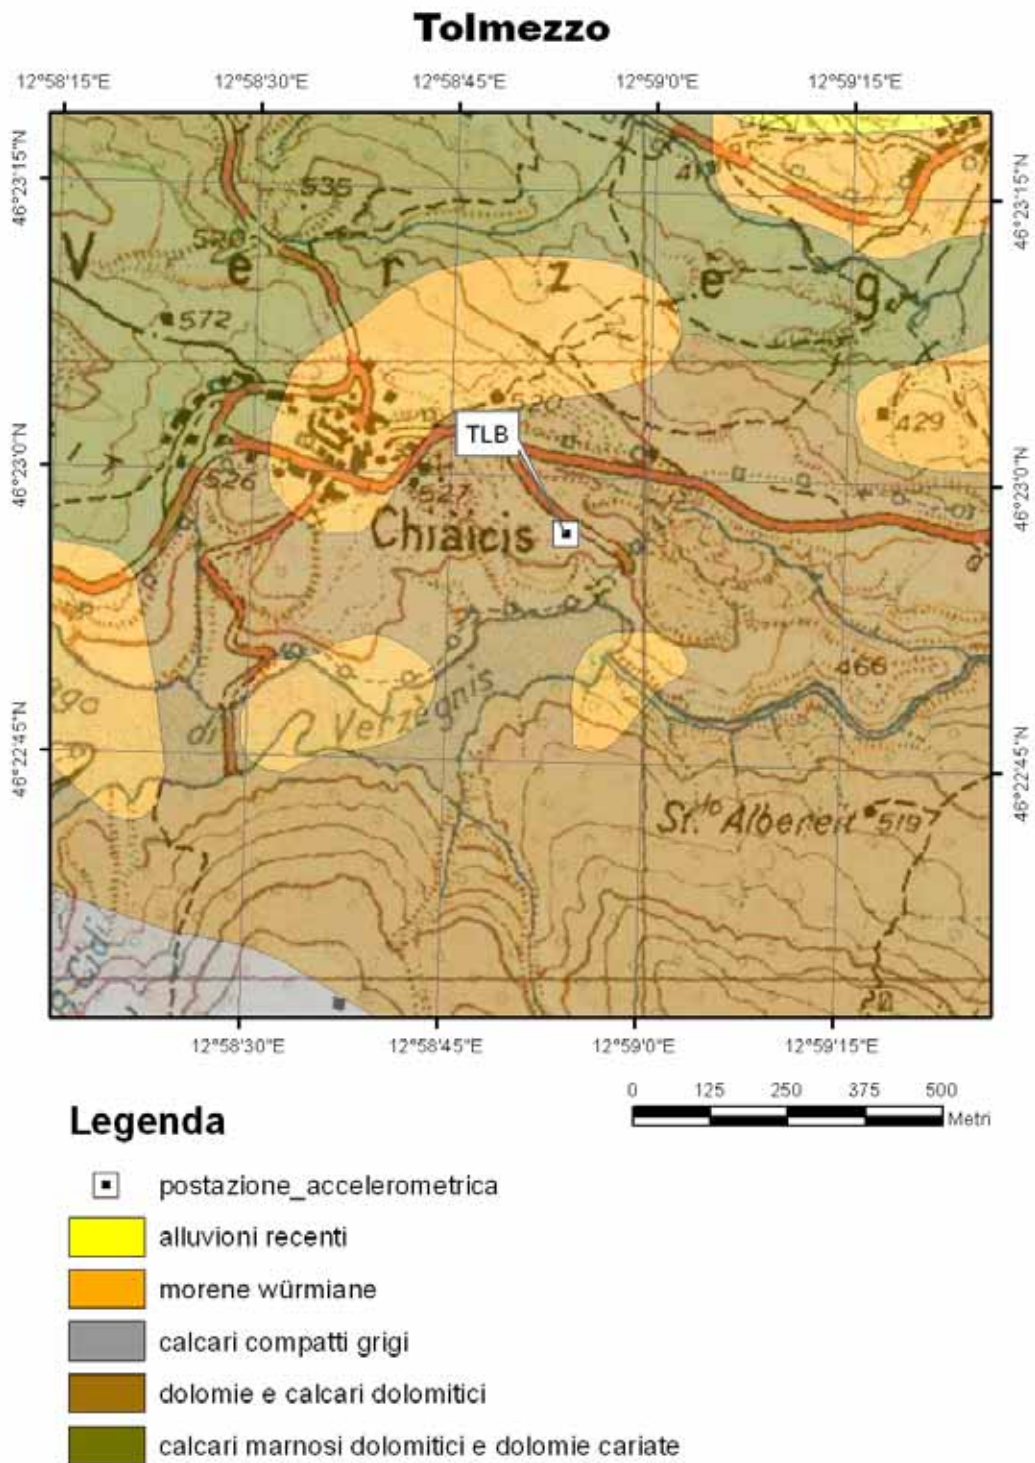 Tolmezzo
12°58'15"E 12°58'30"E 12°58'45"E 12°59'0"E 12°59'15"E
46°23'15"N
46°23'0"N
46°22'45"N
46°23'15"N
46°23'0"N
46°22'45"N
535
V e r z e g
572
520
429
TLB
526
527
Chiaicis
466
di Verzegnis
519
12°58'30"E 12°58'45"E 12°59'0"E 12°59'15"E
0 125 250 375 500
Metri
Legenda
postazione_accelerometrica
alluvioni recenti
morene würmiane
calcari compatti grigi
dolomie e calcari dolomitici
calcari marnosi dolomitici e dolomie cariate